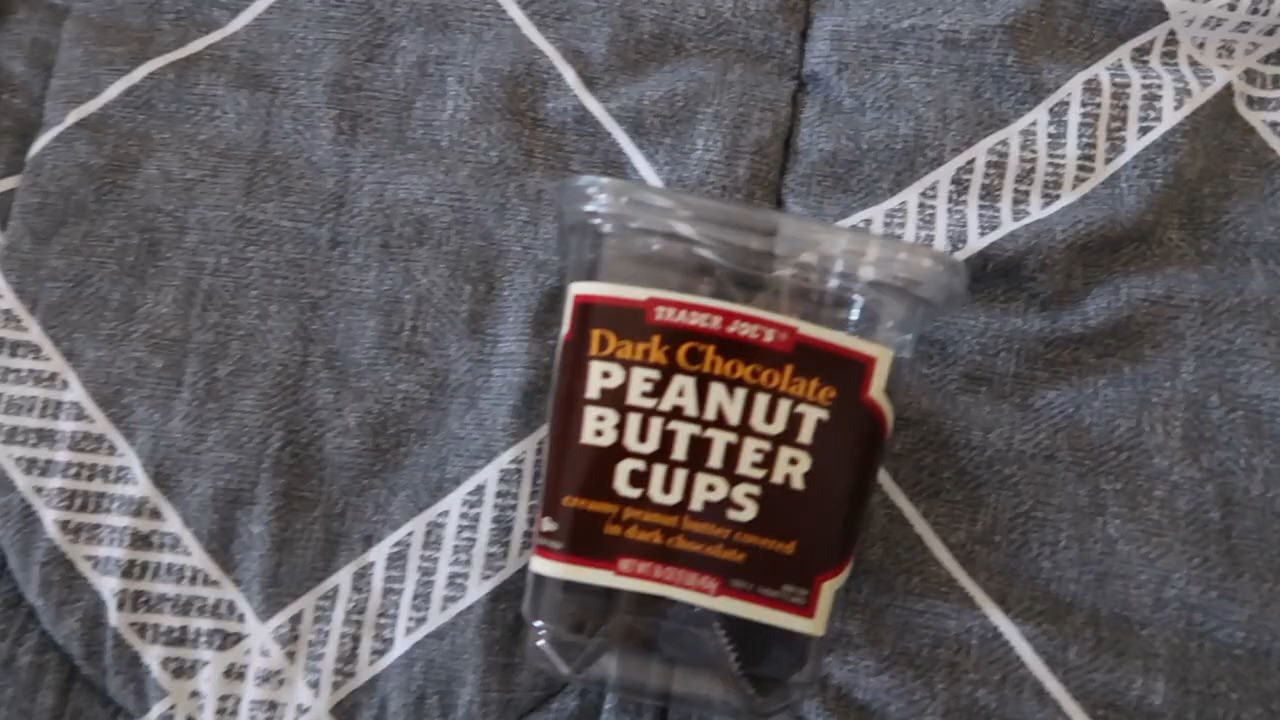 TRADER JOE'S
Dark Chocolate
PEANUT
BUTTER
CUPS
creamy peanut butter covered
in dark chocolate